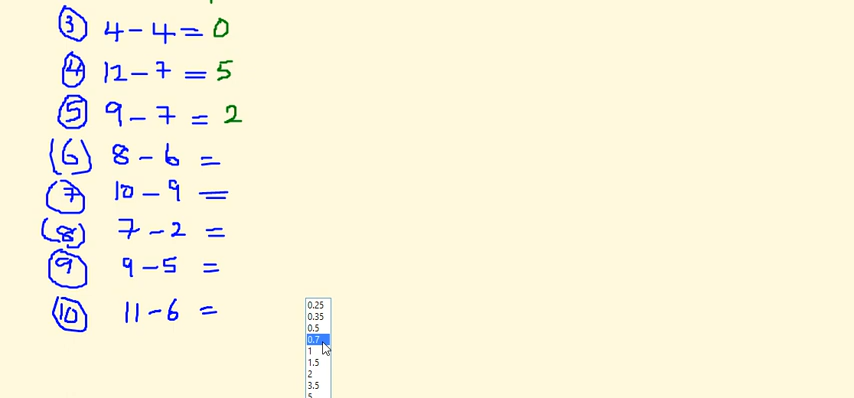 ③ 4 - 4 = 0
④ 12 - 7 = 5
⑤ 9 - 7 = 2
(6) 8 - 6 =
⑦ 10 - 9 =
(8) 7 - 2 =
⑨ 9 - 5 =
⑩ 11 - 6 =
0.25
0.35
0.5
0.7
1
1.5
2
3.5
5